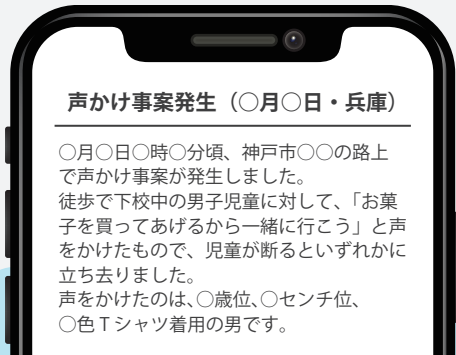 声かけ事案発生（○月○日・兵庫）
○月○日○時○分頃、神戸市○○の路上
で声かけ事案が発生しました。
徒歩で下校中の男子児童に対して、「お菓
子を買ってあげるから一緒に行こう」と声
をかけたもので、児童が断るといずれかに
立ち去りました。
声をかけたのは、○歳位、○センチ位、
○色Ｔシャツ着用の男です。